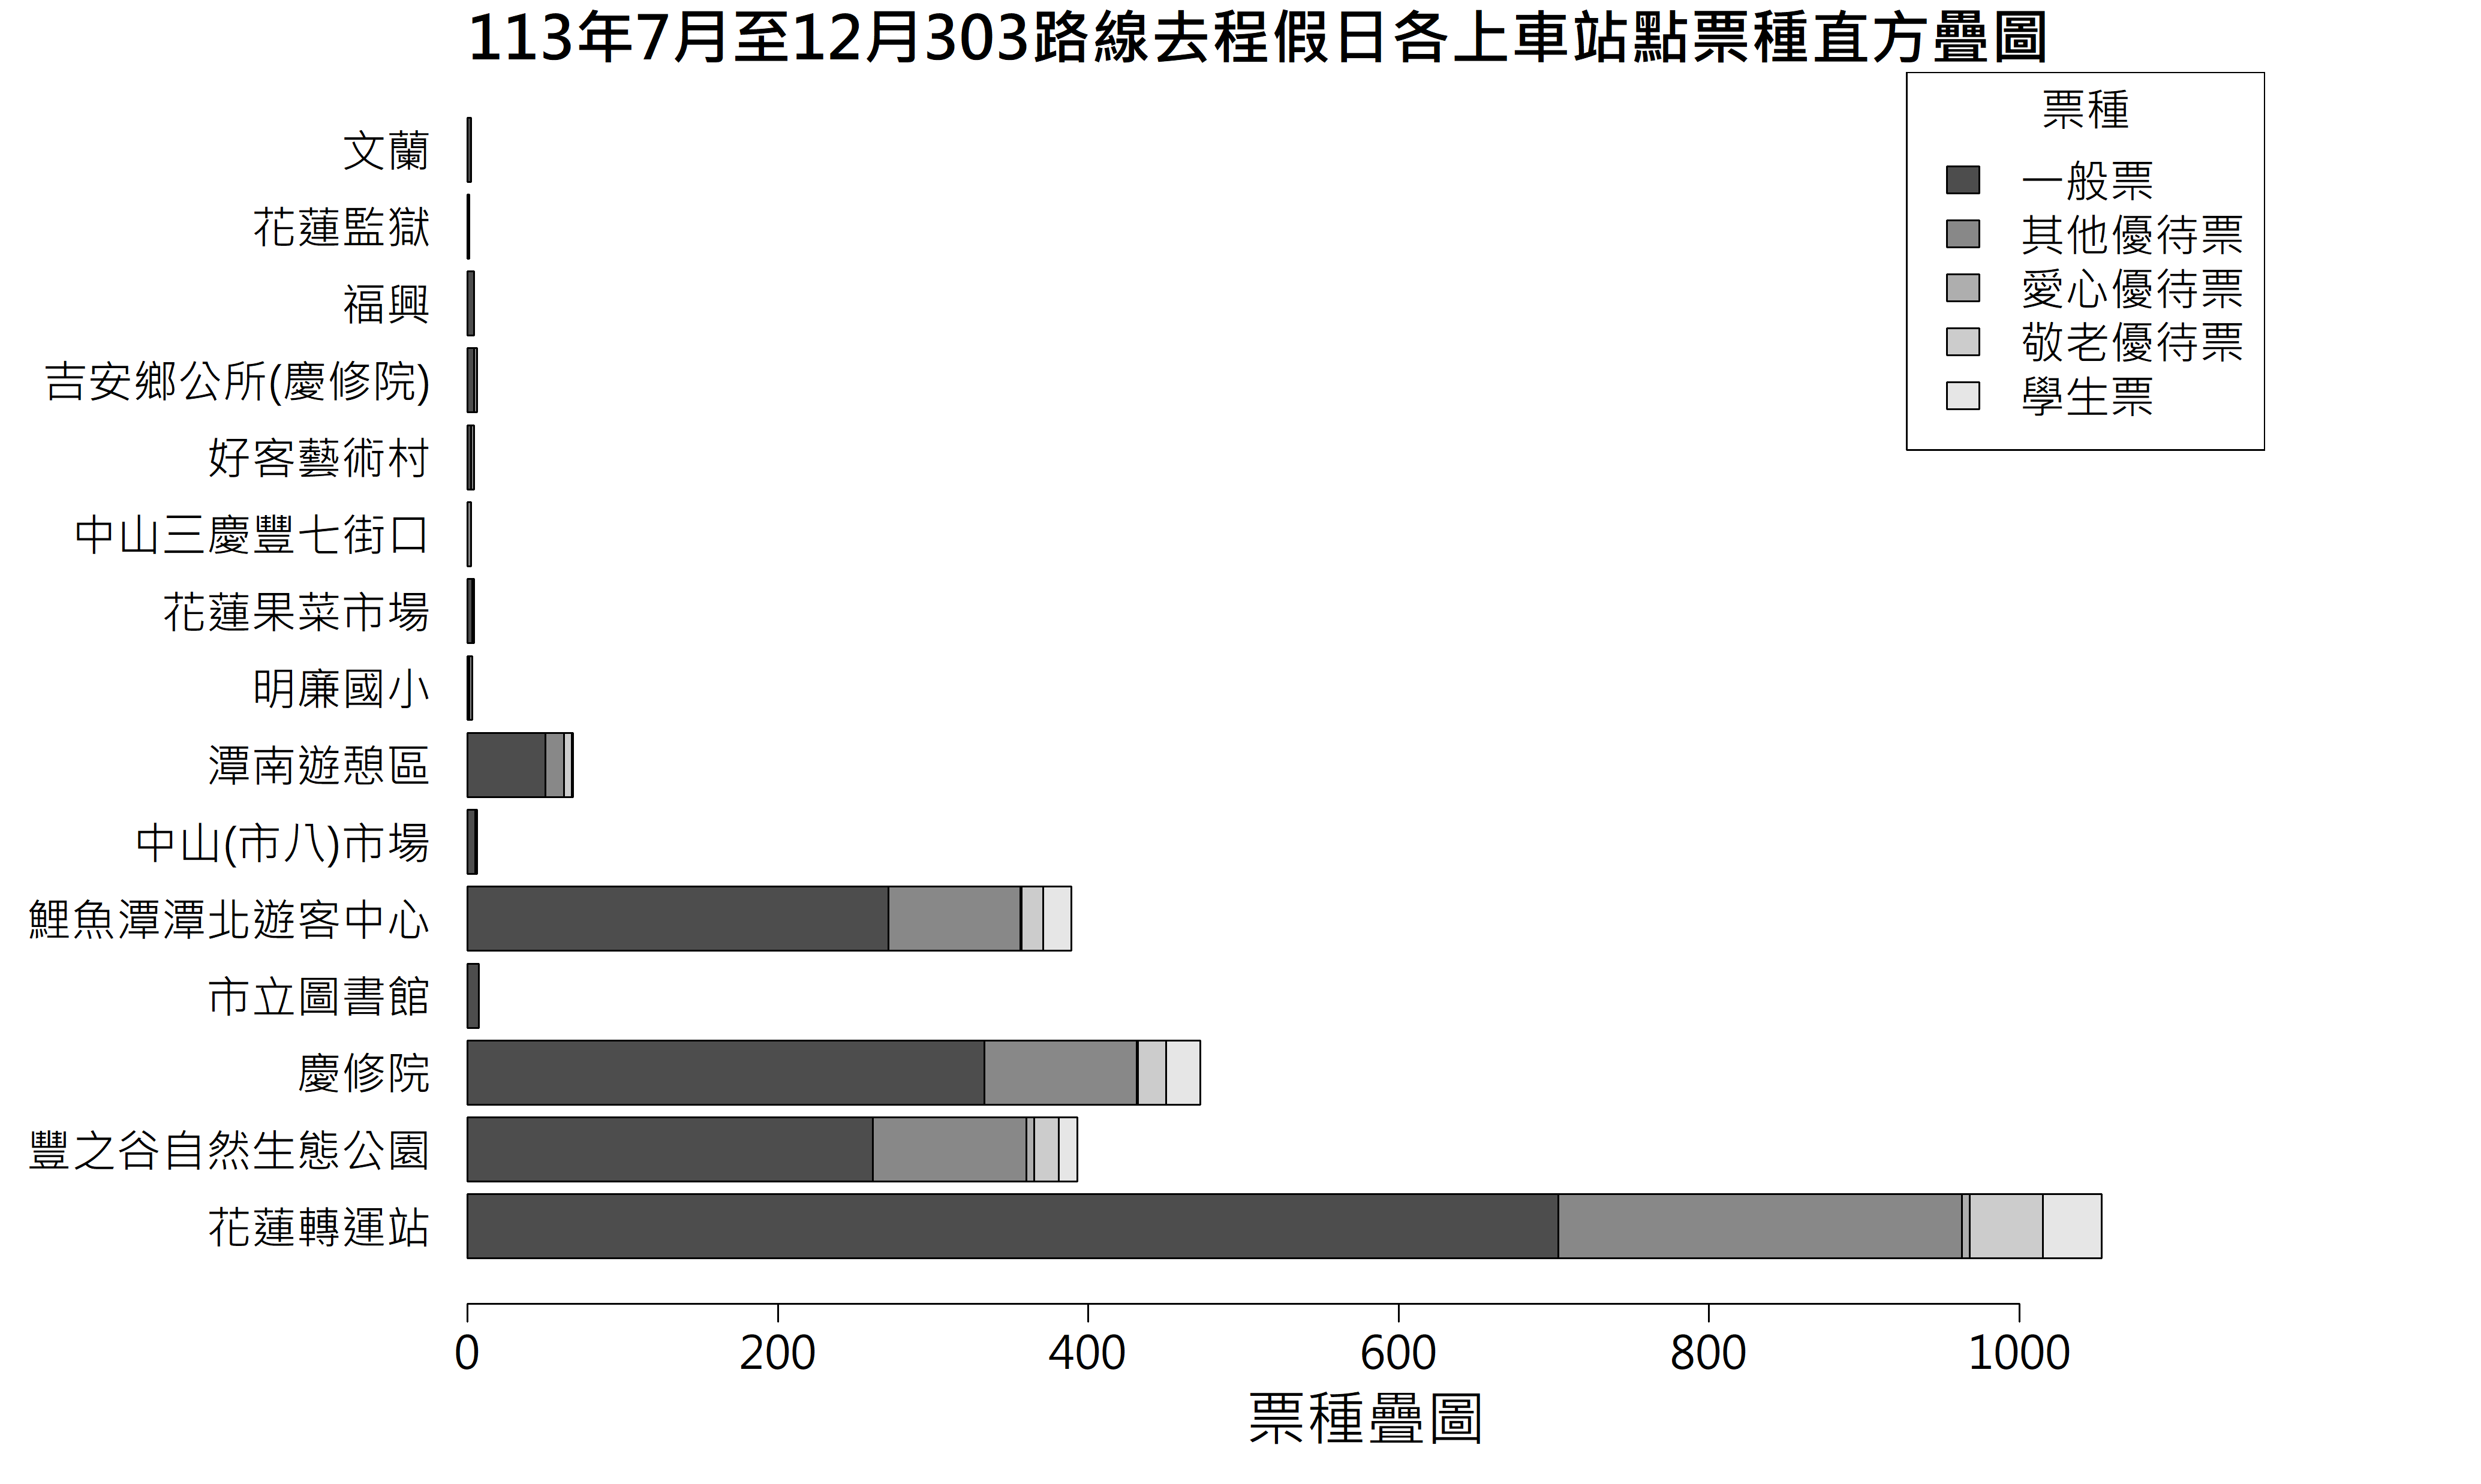 113年7月至12月303路線去程假日各上車站點票種直方疊圖
票種
一般票
其他優待票
愛心優待票
敬老優待票
學生票
文蘭
花蓮監獄
福興
吉安鄉公所(慶修院)
好客藝術村
中山三慶豐七街口
花蓮果菜市場
明廉國小
潭南遊憩區
中山(市八)市場
鯉魚潭潭北遊客中心
市立圖書館
慶修院
豐之谷自然生態公園
花蓮轉運站
0 200 400 600 800 1000
票種疊圖